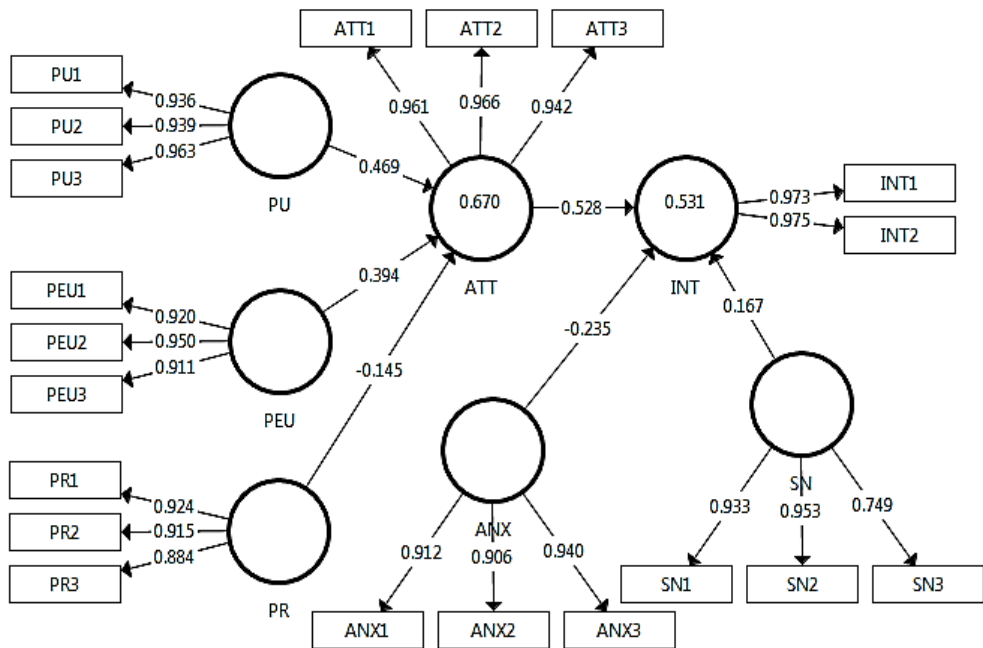 ATT1
ATT2
ATT3
PU1
PU2
PU3
0.936
0.939
0.963
PU
0.961
0.966
0.942
0.469
0.670
ATT
0.528
0.531
INT
0.973
0.975
INT1
INT2
PEU1
PEU2
PEU3
0.920
0.950
0.911
PEU
0.394
-0.145
-0.235
0.167
PR1
PR2
PR3
0.924
0.915
0.884
PR
ANX
0.912
0.906
0.940
ANX1
ANX2
ANX3
SN
0.933
0.953
0.749
SN1
SN2
SN3